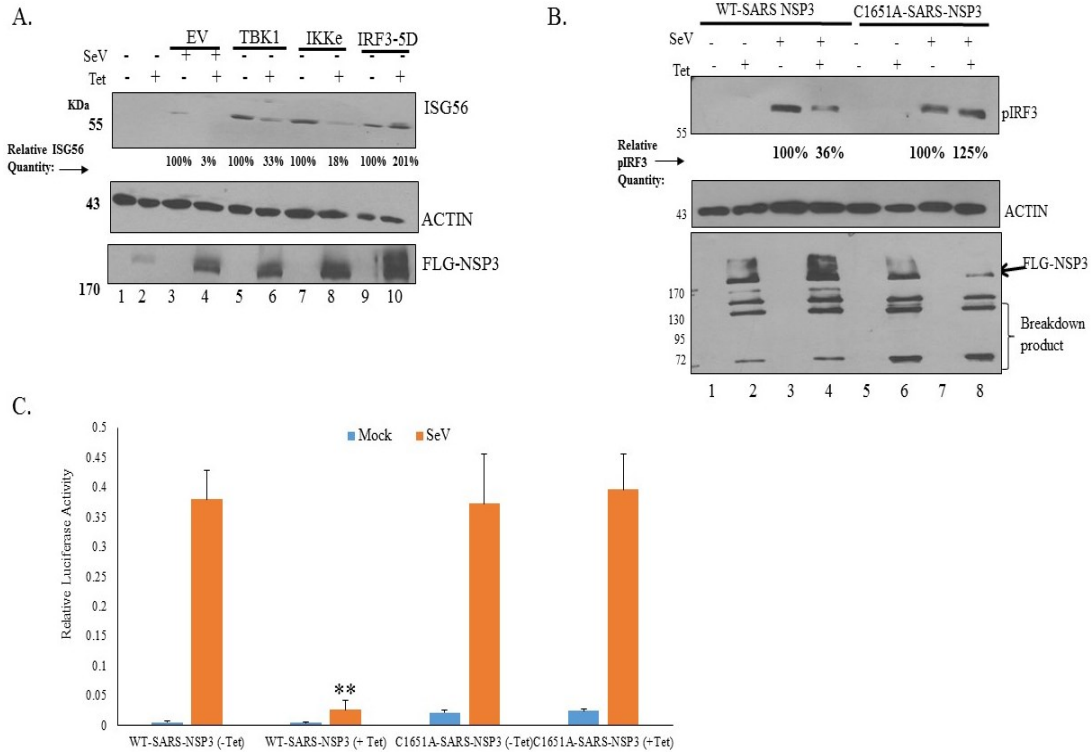 A.
EV TBK1 IKKe IRF3-5D
SeV - - + + - - - - - -
Tet - + - + - + - + - +
KDa
55
ISG56
Relative ISG56
Quantity:
100% 3% 100% 33% 100% 18% 100% 201%
43
ACTIN
FLG-NSP3
170
1 2 3 4 5 6 7 8 9 10
B.
WT-SARS NSP3 C1651A-SARS-NSP3
SeV - - + + - - + +
Tet - + - + - + - +
pIRF3
55
Relative
pIRF3
Quantity:
100% 36% 100% 125%
43
ACTIN
FLG-NSP3
170
130
95
72
Breakdown
product
1 2 3 4 5 6 7 8
C.
Mock SeV
Relative Luciferase Activity
0.5
0.45
0.4
0.35
0.3
0.25
0.2
0.15
0.1
0.05
0
**
WT-SARS-NSP3 (-Tet) WT-SARS-NSP3 (+ Tet) C1651A-SARS-NSP3 (-Tet) C1651A-SARS-NSP3 (+Tet)